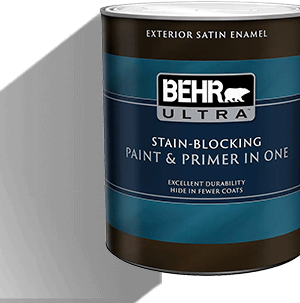 EXTERIOR SATIN ENAMEL
BEHR
ULTRA
STAIN-BLOCKING
PAINT & PRIMER IN ONE
EXCELLENT DURABILITY
HIDE IN FEWER COATS